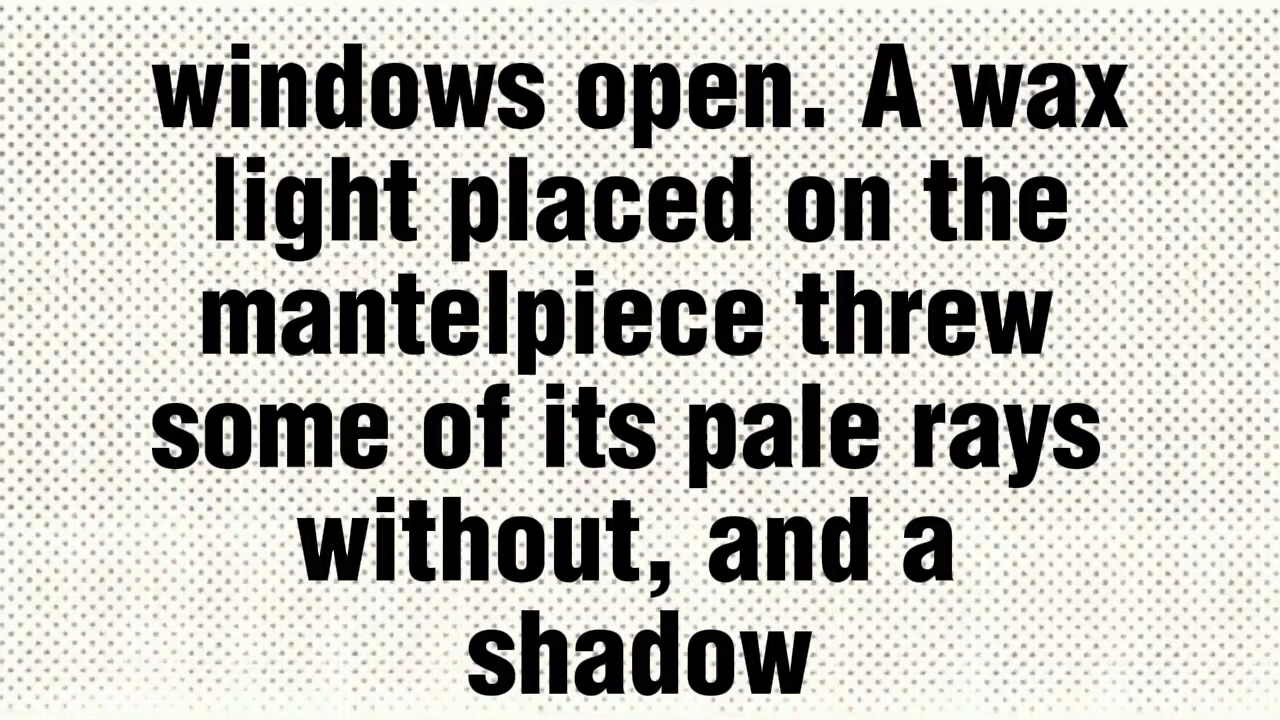 windows open. A wax
light placed on the
mantelpiece threw
some of its pale rays
without, and a
shadow